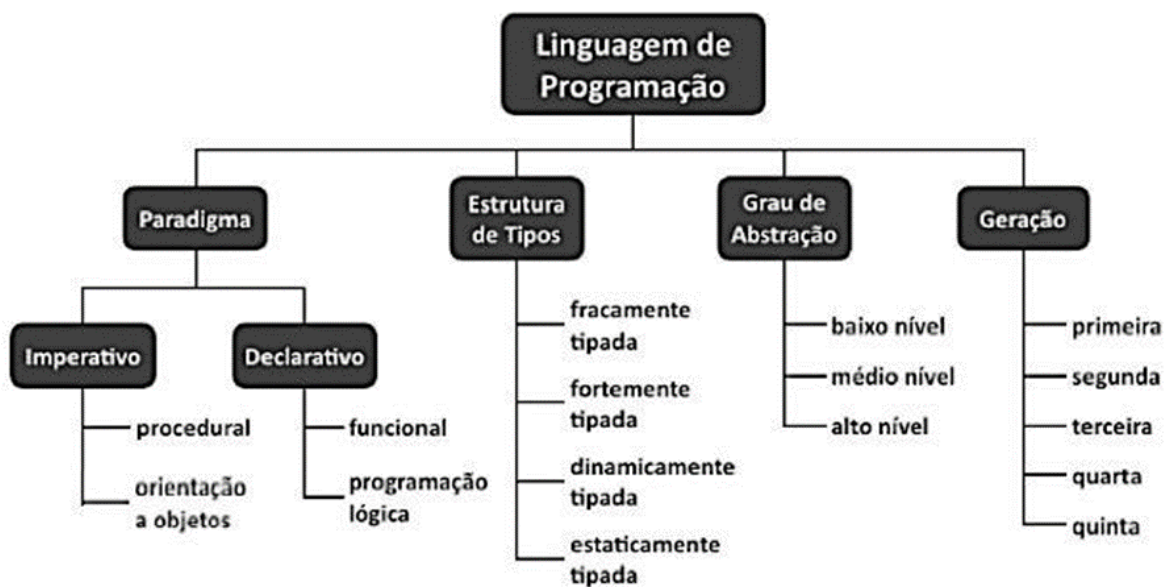 Linguagem de
Programação
Paradigma
Estrutura
de Tipos
Grau de
Abstração
Geração
Imperativo
Declarativo
procedural
orientação
a objetos
funcional
programação
lógica
fracamente
tipada
fortemente
tipada
dinamicamente
tipada
estaticamente
tipada
baixo nível
médio nível
alto nível
primeira
segunda
terceira
quarta
quinta